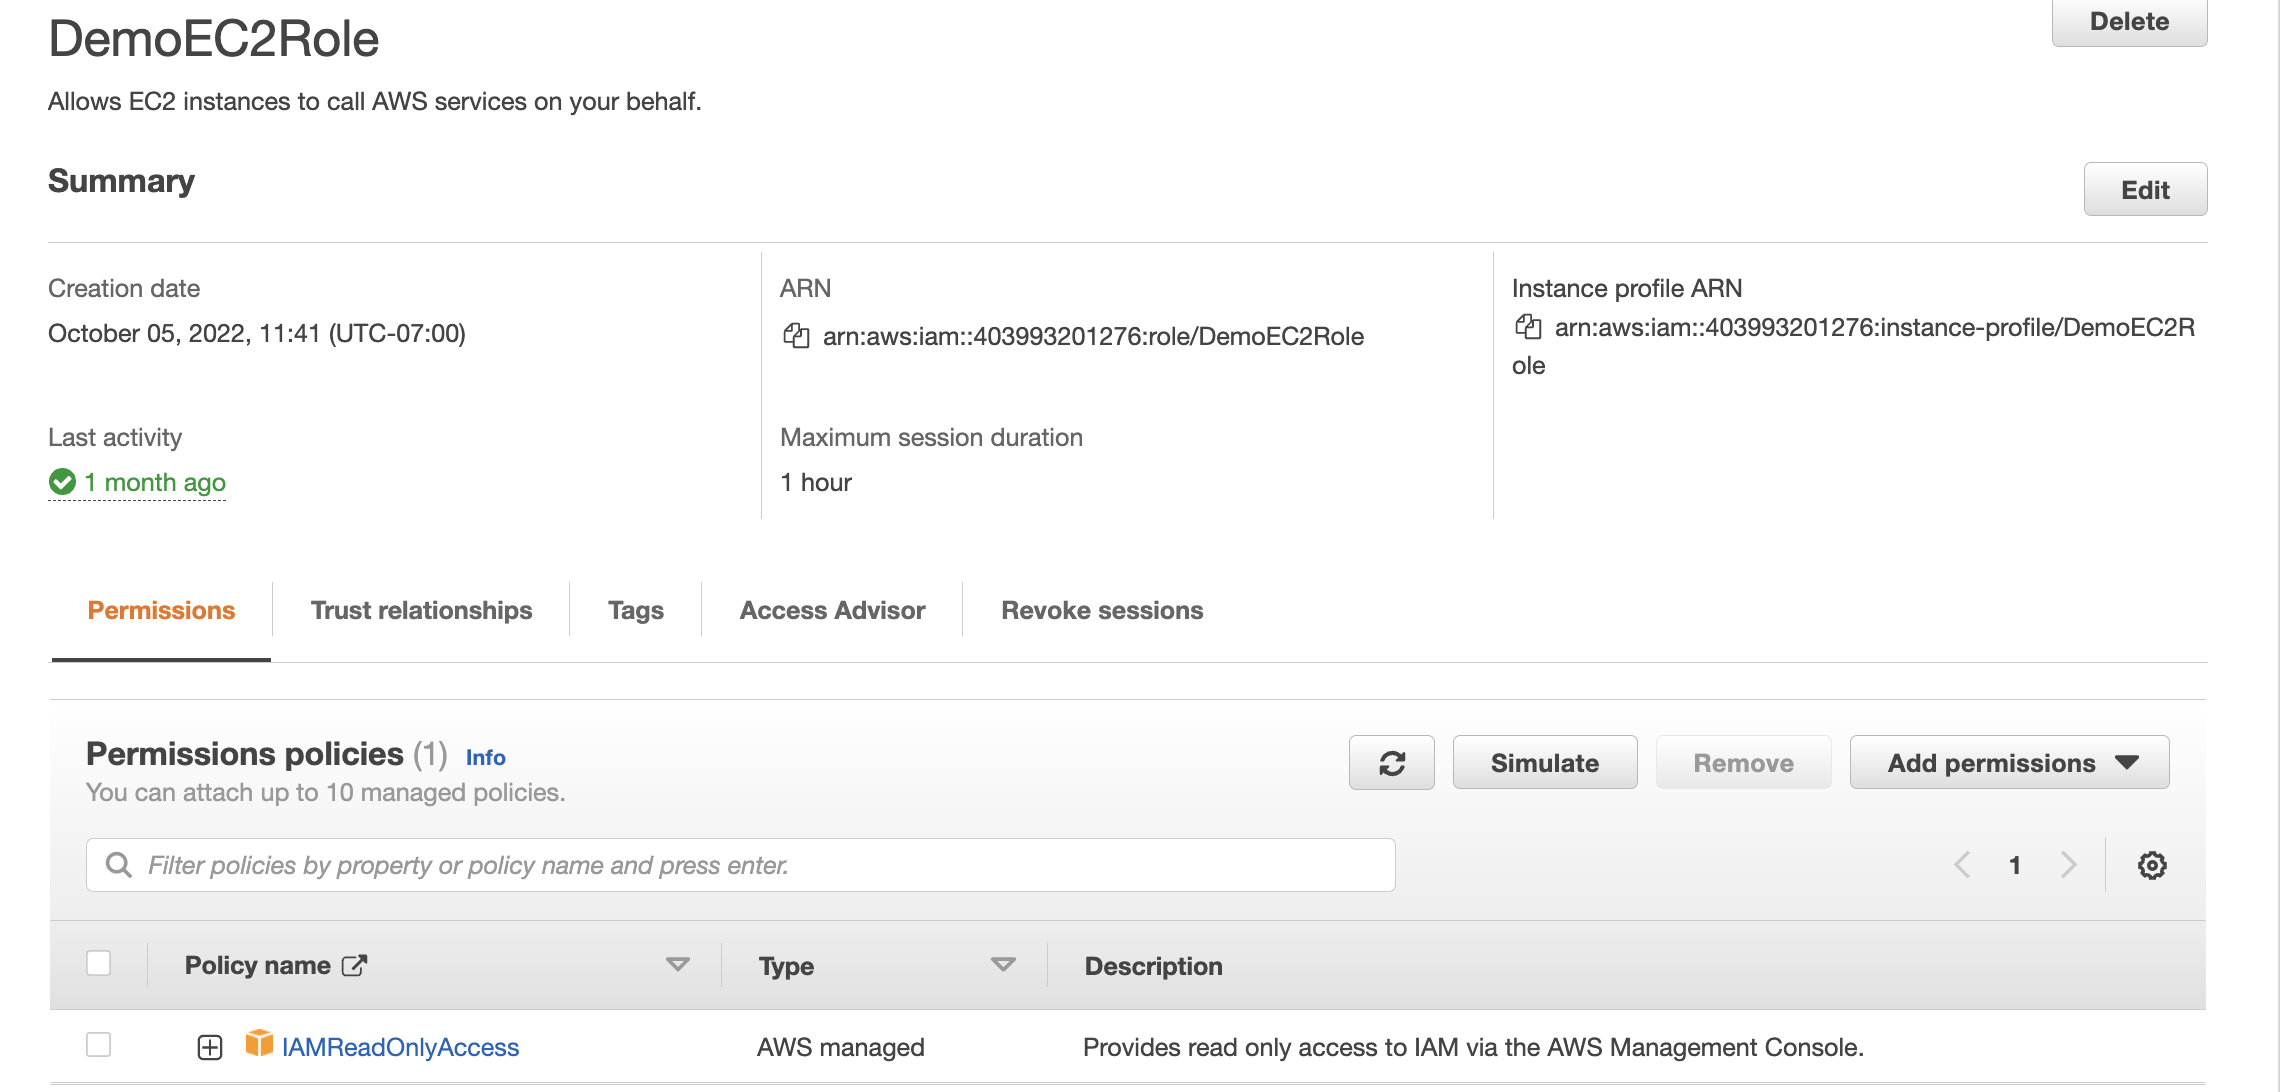 DemoEC2Role
Delete
Allows EC2 instances to call AWS services on your behalf.
Summary
Edit
Creation date
October 05, 2022, 11:41 (UTC-07:00)
ARN
arn:aws:iam::403993201276:role/DemoEC2Role
Instance profile ARN
arn:aws:iam::403993201276:instance-profile/DemoEC2R
ole
Last activity
1 month ago
Maximum session duration
1 hour
Permissions
Trust relationships
Tags
Access Advisor
Revoke sessions
Permissions policies (1) Info
You can attach up to 10 managed policies.
Simulate
Remove
Add permissions
Filter policies by property or policy name and press enter.
1
Policy name
Type
Description
IAMReadOnlyAccess
AWS managed
Provides read only access to IAM via the AWS Management Console.